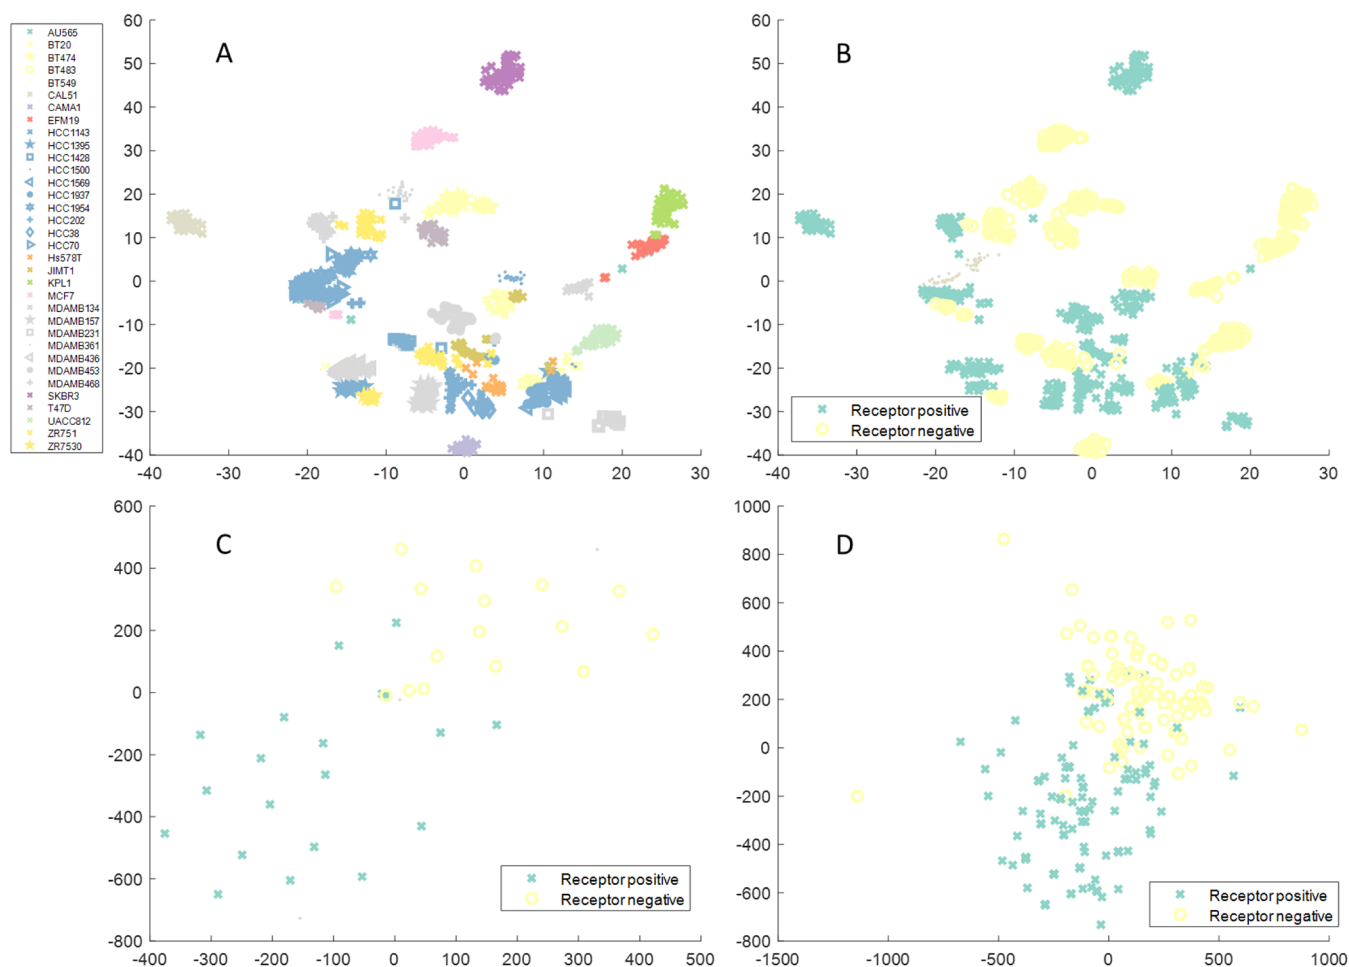 A
60
50
40
30
20
10
0
-10
-20
-30
-40
-40 -30 -20 -10 0 10 20 30
AU565
BT20
BT474
BT483
BT549
CAL51
CAMA1
EFM19
HCC1143
HCC1395
HCC1428
HCC1500
HCC1569
HCC1937
HCC1954
HCC202
HCC38
HCC70
Hs578T
JIMT1
KPL1
MCF7
MDAMB134
MDAMB157
MDAMB231
MDAMB361
MDAMB436
MDAMB453
MDAMB468
SKBR3
T47D
UACC812
ZR751
ZR7530
B
60
50
40
30
20
10
0
-10
-20
-30
-40
-40 -30 -20 -10 0 10 20 30
Receptor positive
Receptor negative
C
600
400
200
0
-200
-400
-600
-800
-400 -300 -200 -100 0 100 200 300 400 500
Receptor positive
Receptor negative
D
1000
800
600
400
200
0
-200
-400
-600
-800
-1500 -1000 -500 0 500 1000
Receptor positive
Receptor negative